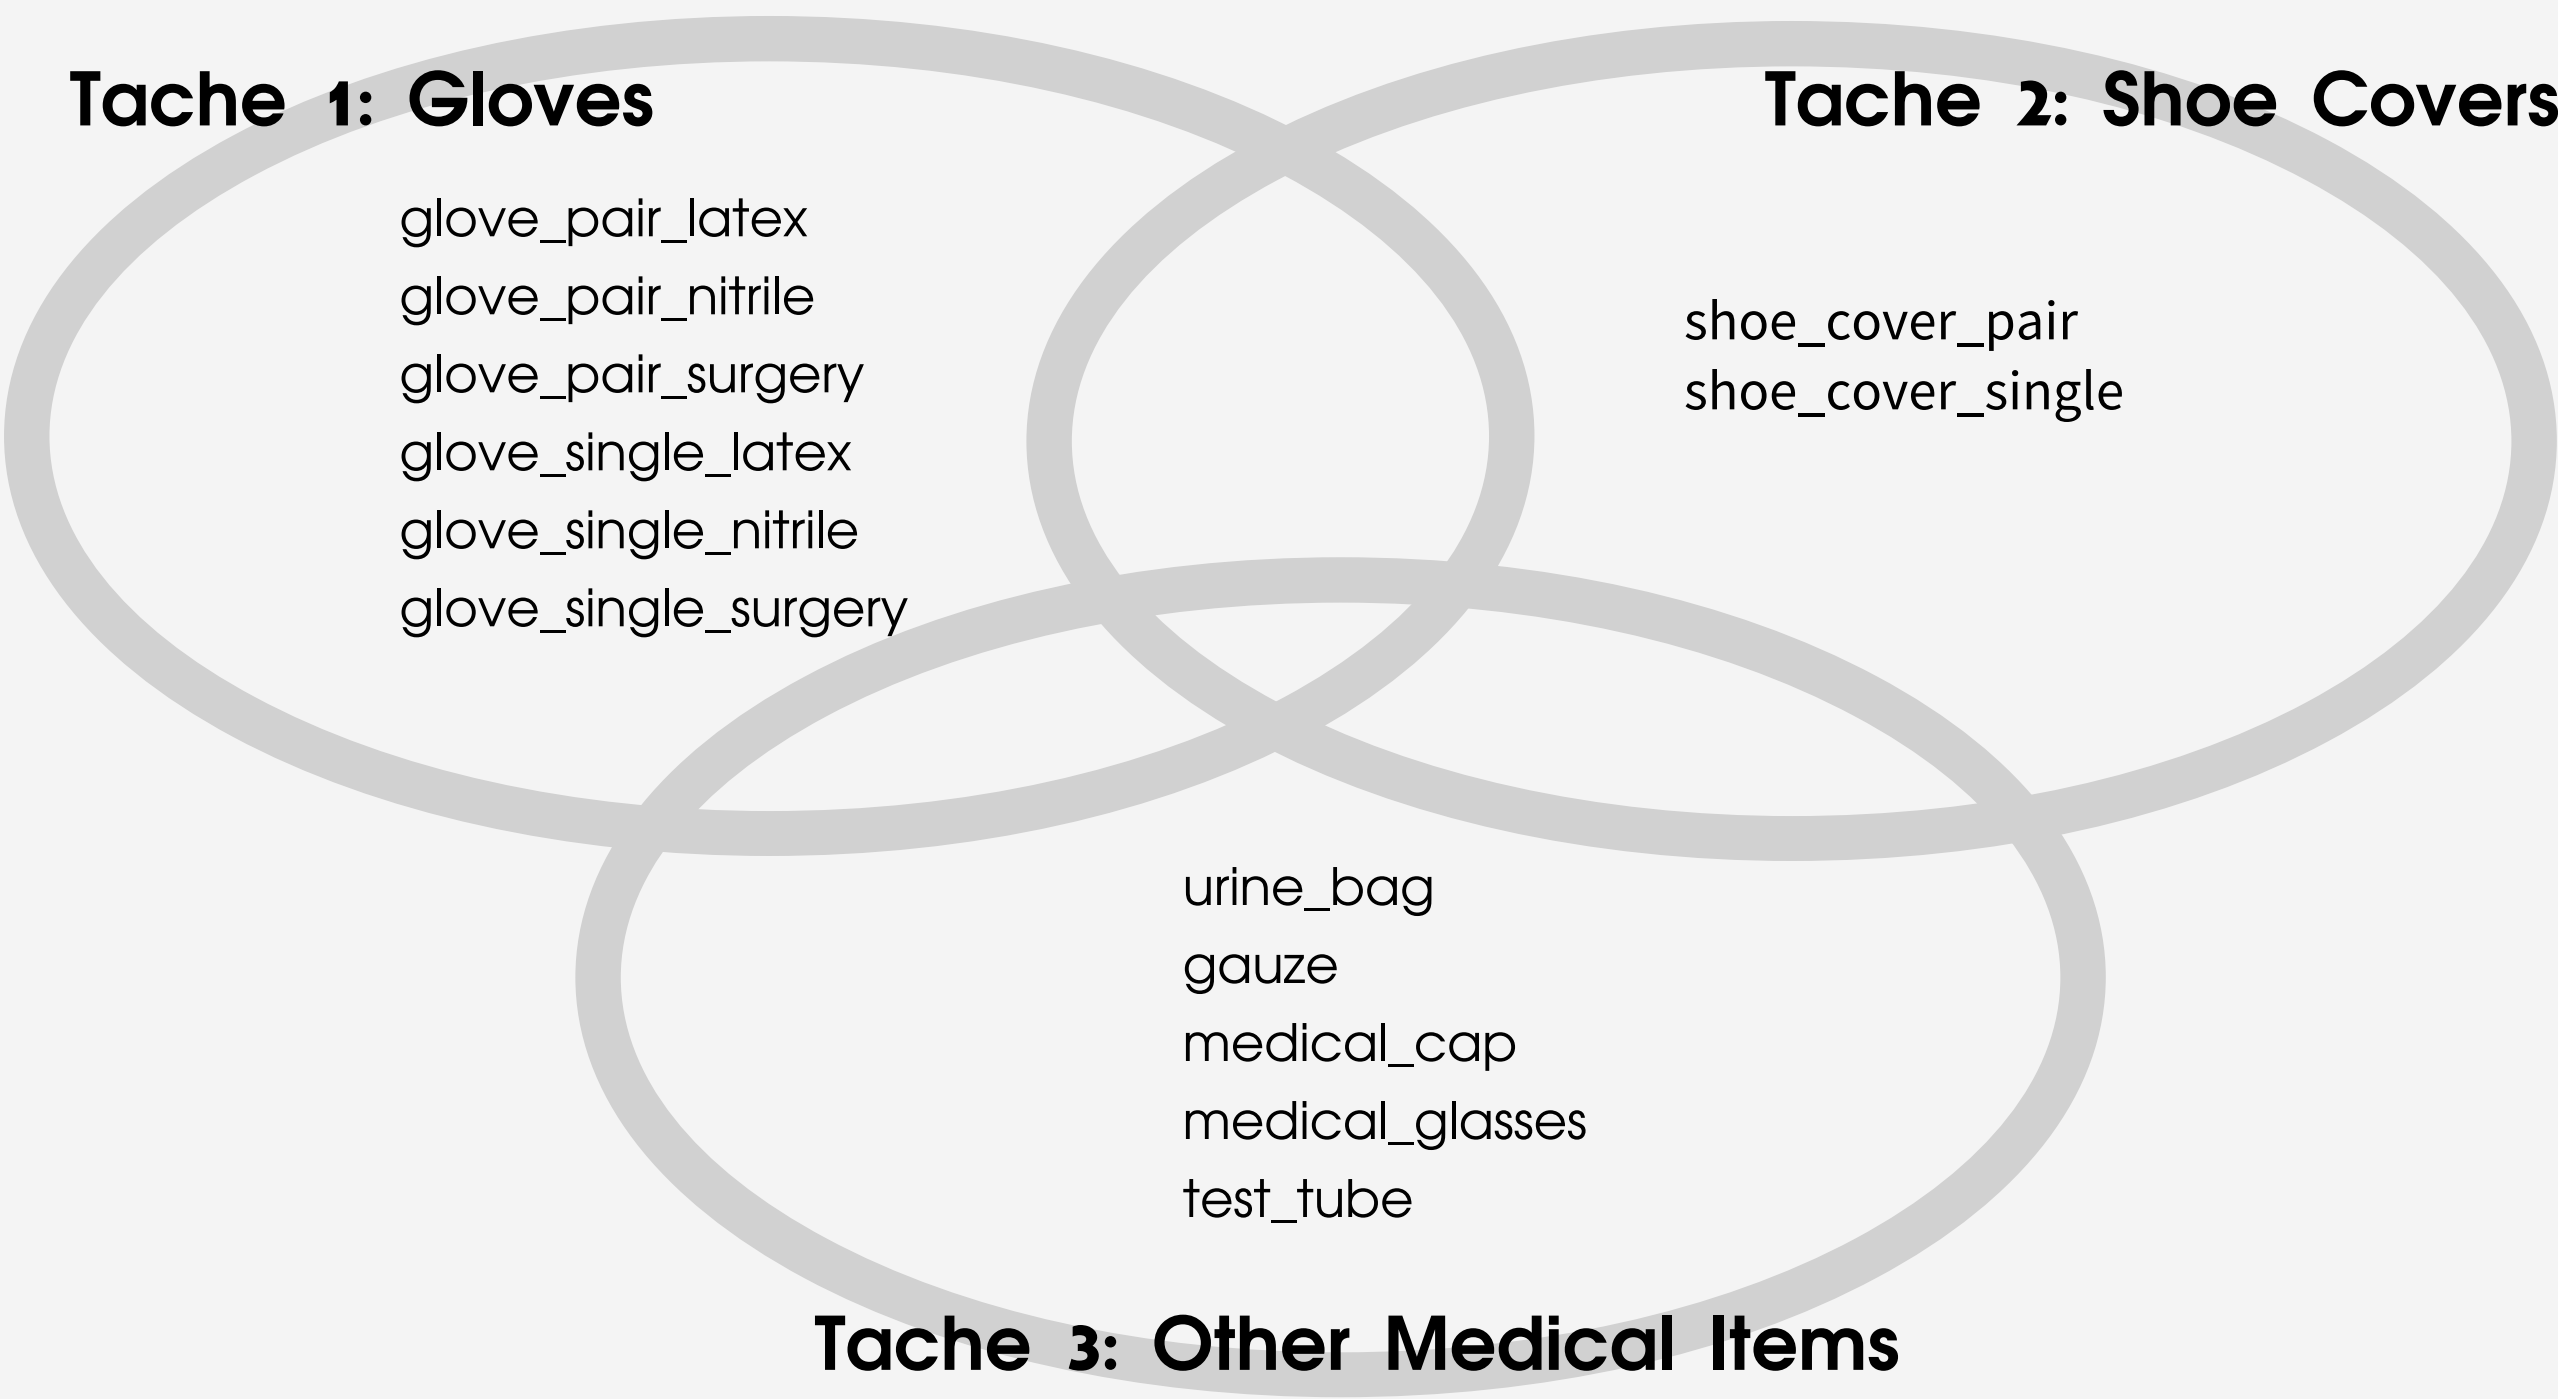 Tache 1: Gloves
glove_pair_latex
glove_pair_nitrile
glove_pair_surgery
glove_single_latex
glove_single_nitrile
glove_single_surgery
Tache 2: Shoe Covers
shoe_cover_pair
shoe_cover_single
urine_bag
gauze
medical_cap
medical_glasses
test_tube
Tache 3: Other Medical Items